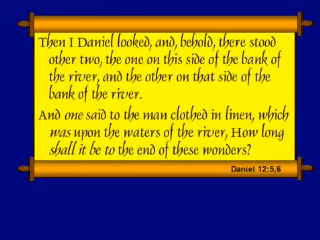 Then I Daniel looked, and, behold, there stood
other two, the one on this side of the bank of
the river, and the other on that side of the
bank of the river.
And one said to the man clothed in linen, which
was upon the waters of the river, How long
shall it be to the end of these wonders?
Daniel 12:5,6